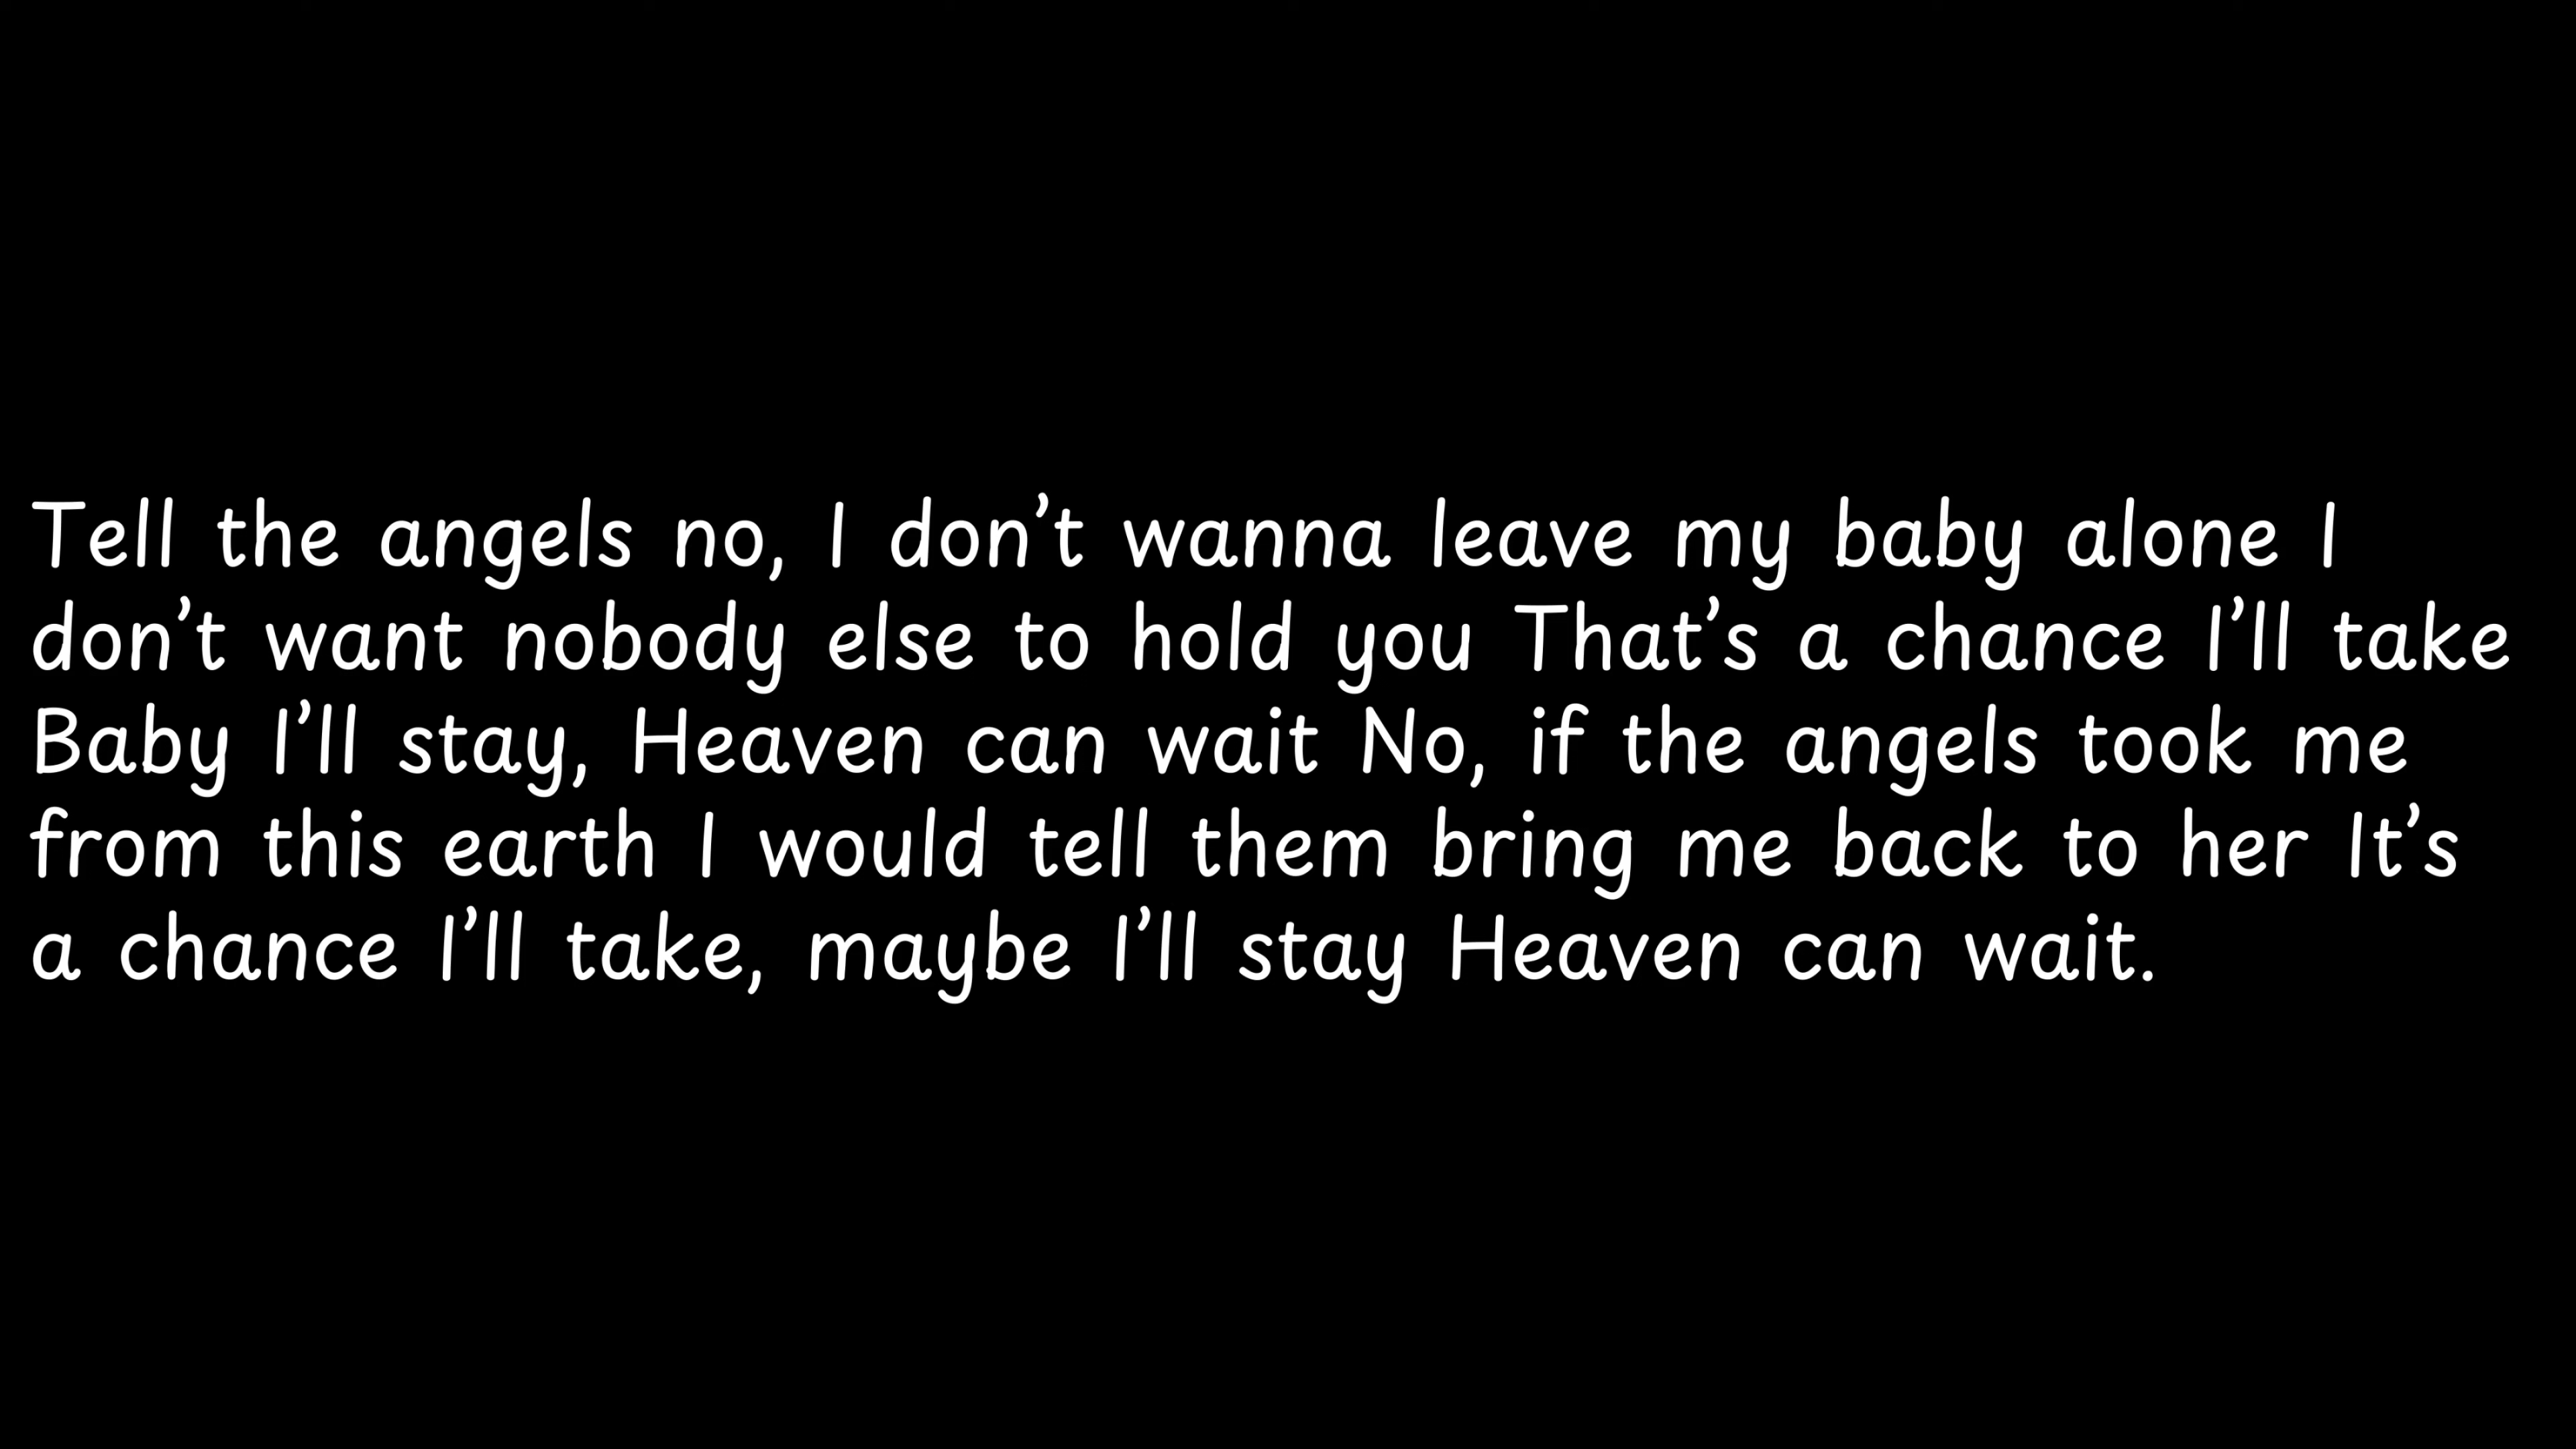 Tell the angels no, I don’t wanna leave my baby alone I
don’t want nobody else to hold you That’s a chance I’ll take
Baby I’ll stay, Heaven can wait No, if the angels took me
from this earth I would tell them bring me back to her It’s
a chance I’ll take, maybe I’ll stay Heaven can wait.